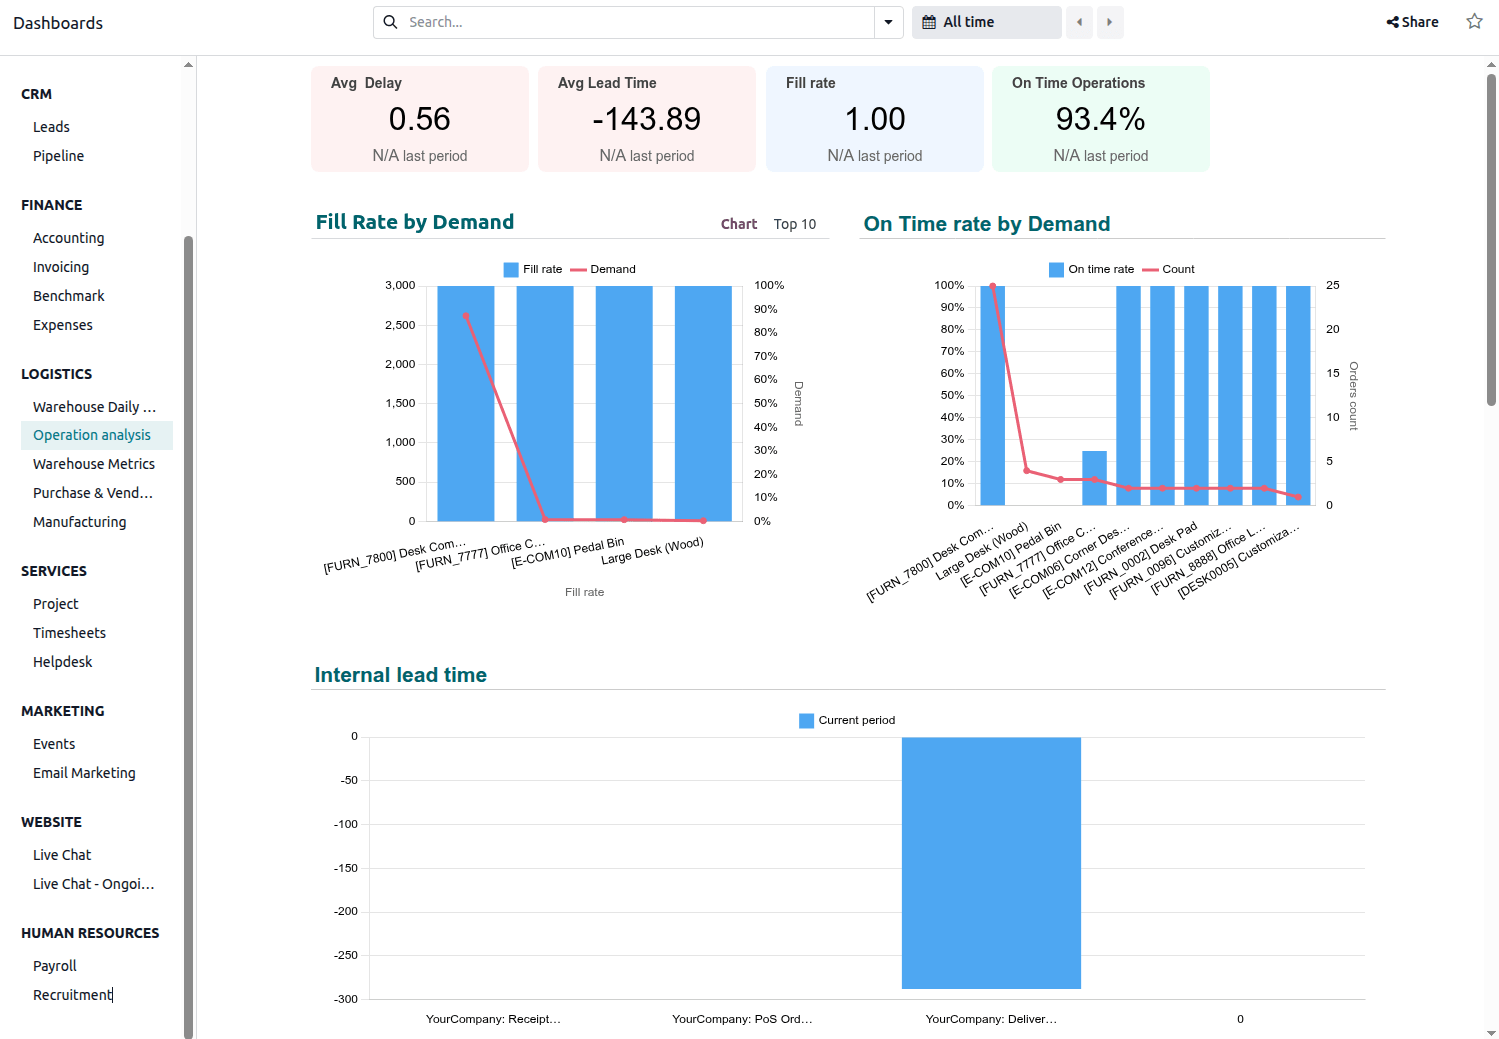 Dashboards
Search...
All time
Share
CRM
Leads
Pipeline
FINANCE
Accounting
Invoicing
Benchmark
Expenses
LOGISTICS
Warehouse Daily ...
Operation analysis
Warehouse Metrics
Purchase & Vend...
Manufacturing
SERVICES
Project
Timesheets
Helpdesk
MARKETING
Events
Email Marketing
WEBSITE
Live Chat
Live Chat - Ongoi...
HUMAN RESOURCES
Payroll
Recruitment
Avg Delay
0.56
N/A last period
Avg Lead Time
-143.89
N/A last period
Fill rate
1.00
N/A last period
On Time Operations
93.4%
N/A last period
Fill Rate by Demand
Chart Top 10
Fill rate Demand
3,000
2,500
2,000
1,500
1,000
500
0
100%
90%
80%
70%
60%
50%
40%
30%
20%
10%
0%
Demand
[FURN_7800] Desk Com...
[FURN_7777] Office C...
[E-COM10] Pedal Bin
Large Desk (Wood)
Fill rate
On Time rate by Demand
On time rate Count
100%
90%
80%
70%
60%
50%
40%
30%
20%
10%
0%
25
20
15
10
5
0
Orders count
[FURN_7800] Desk Com...
Large Desk (Wood)
[E-COM10] Pedal Bin
[FURN_7777] Office C...
[E-COM06] Corner Des...
[E-COM12] Conference...
[FURN_0002] Desk Pad
[FURN_0096] Customiz...
[FURN_8888] Office L...
[DESK0005] Customiza...
Internal lead time
Current period
0
-50
-100
-150
-200
-250
-300
YourCompany: Receipt...
YourCompany: PoS Ord...
YourCompany: Deliver...
0